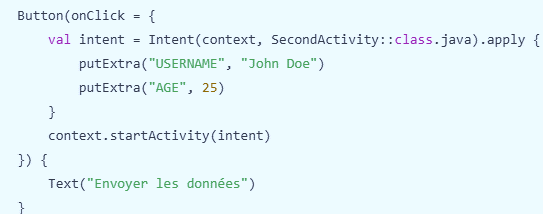 Button(onClick = {
    val intent = Intent(context, SecondActivity::class.java).apply {
        putExtra("USERNAME", "John Doe")
        putExtra("AGE", 25)
    }
    context.startActivity(intent)
}) {
    Text("Envoyer les données")
}